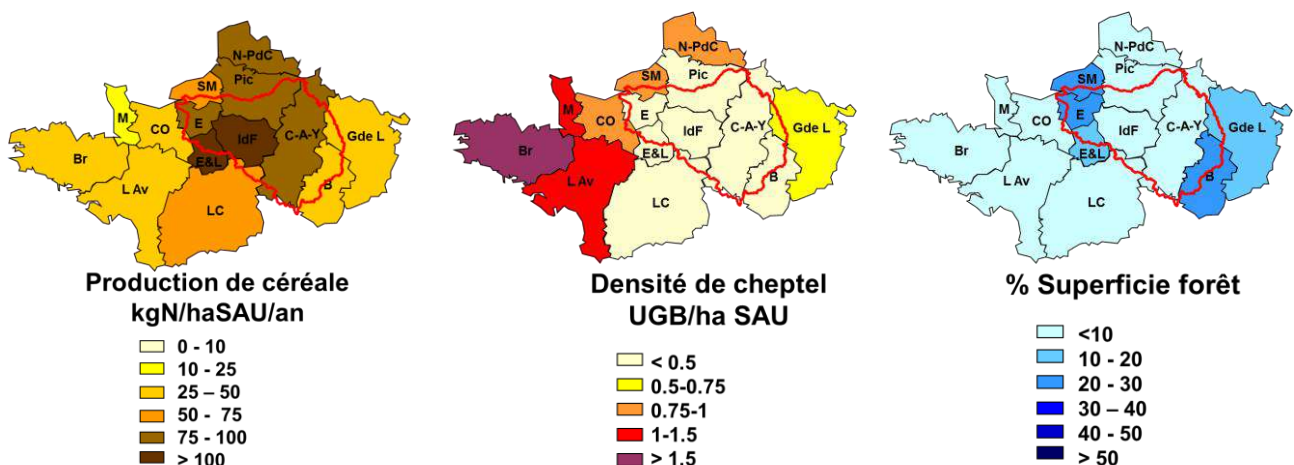 N-PdC
SM
Pic
M
CO
E
IdF
C-A-Y
Gde L
Br
E&L
L Av
B
LC
Production de céréale
kgN/haSAU/an
0 - 10
10 - 25
25 – 50
50 - 75
75 - 100
> 100
N-PdC
SM
Pic
M
CO
E
IdF
C-A-Y
Gde L
Br
E&L
L Av
B
LC
Densité de cheptel
UGB/ha SAU
< 0.5
0.5-0.75
0.75-1
1-1.5
> 1.5
N-PdC
SM
Pic
M
CO
E
IdF
C-A-Y
Gde L
Br
E&L
L Av
B
LC
% Superficie forêt
<10
10 - 20
20 - 30
30 – 40
40 - 50
> 50